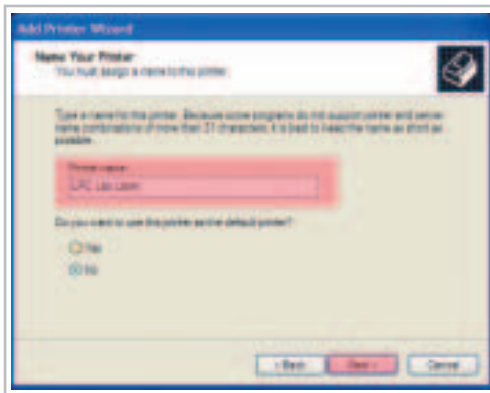 Add Printer Wizard
Name Your Printer
You must assign a name to this printer.
Type a name for this printer. Because some programs do not support printer and server
name combinations of more than 31 characters, it is best to keep the name as short as
possible.
Printer name:
Do you want to use this printer as the default printer?
Yes
No
< Back
Next >
Cancel